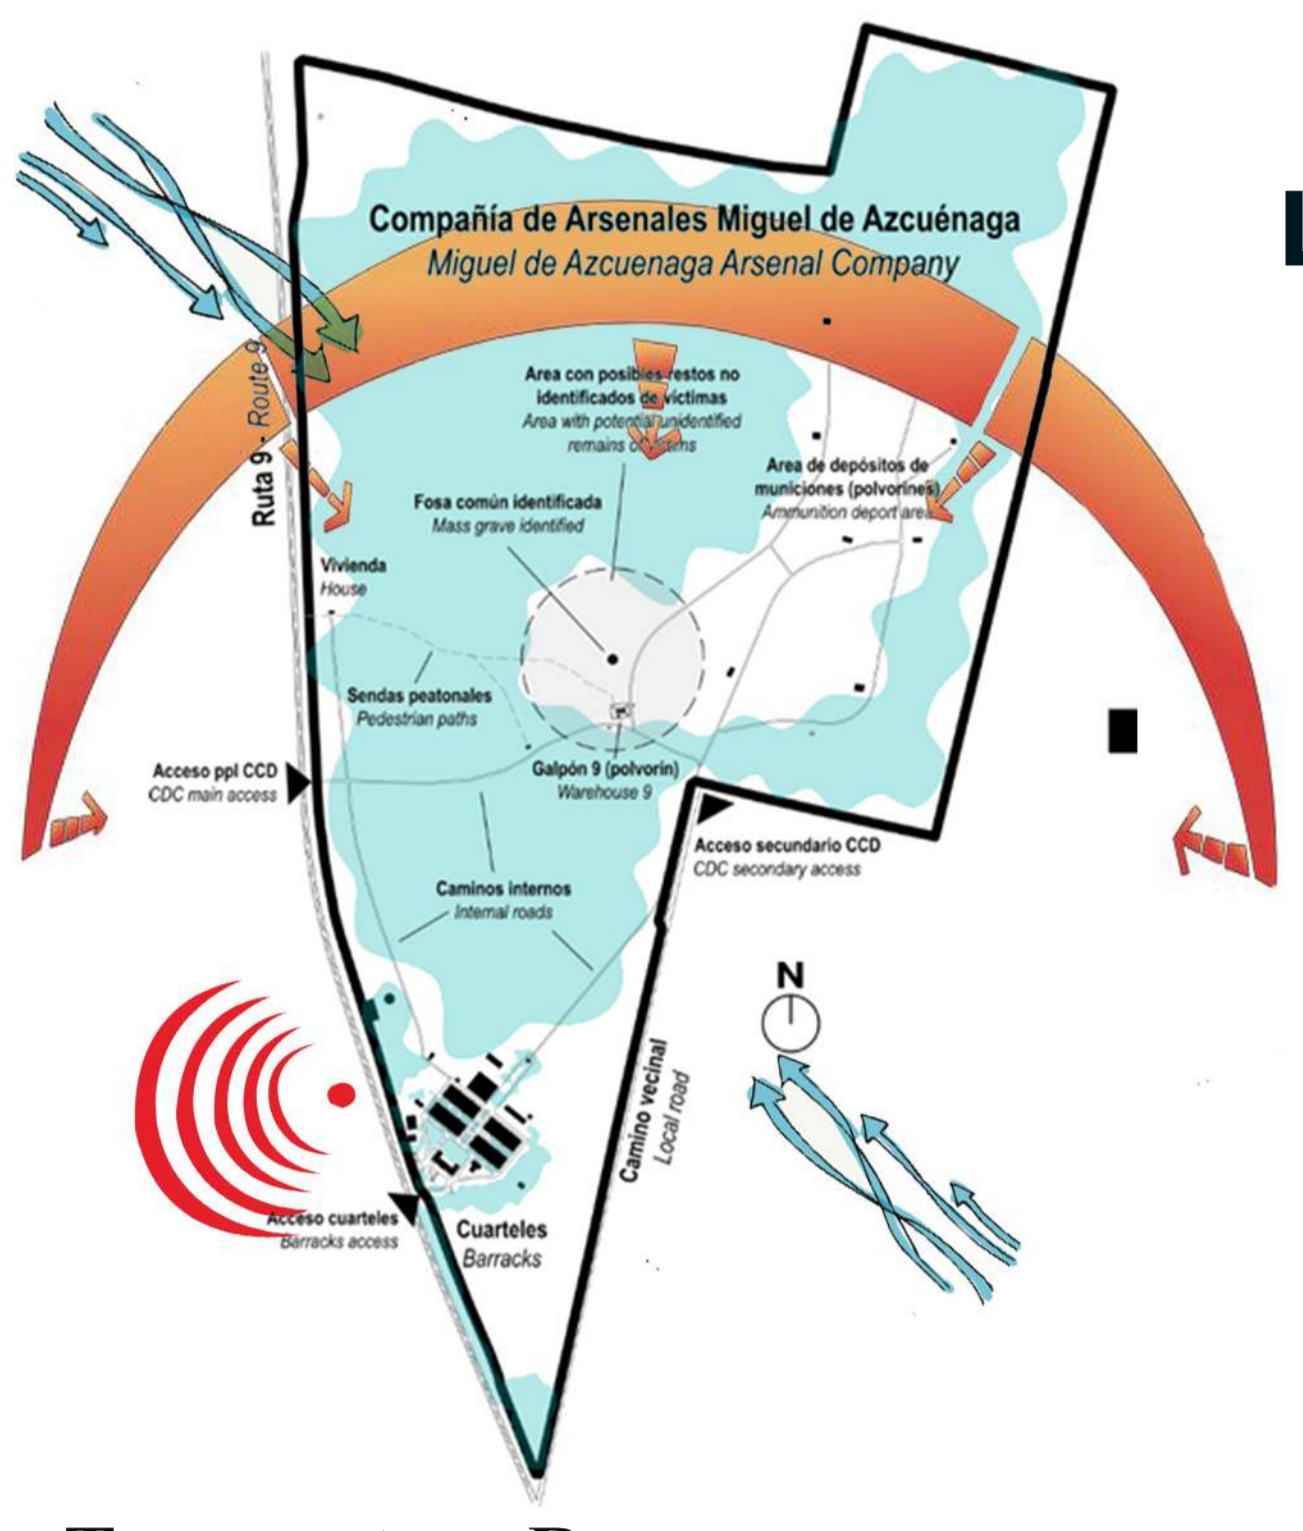 Compañía de Arsenales Miguel de Azcuénaga
Miguel de Azcuenaga Arsenal Company
Ruta 9 - Route 9
Area con posibles restos no
identificados de víctimas
Area with potential unidentified
remains of victims
Area de depósitos de
municiones (polvorines)
Ammunition deport area
Fosa común identificada
Mass grave identified
Vivienda
House
Sendas peatonales
Pedestrian paths
Acceso ppl CCD
CDC main access
Galpón 9 (polvorín)
Warehouse 9
Acceso secundario CCD
CDC secondary access
Caminos internos
Internal roads
N
Camino vecinal
Local road
Acceso cuarteles
Barracks access
Cuarteles
Barracks